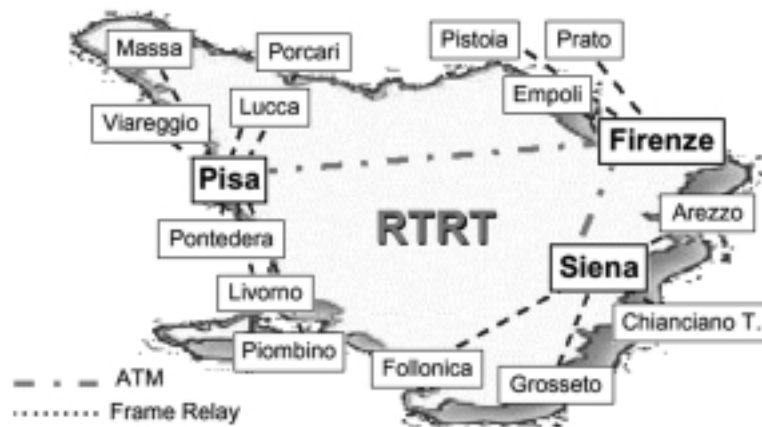 Massa
Porcari
Pistoia
Prato
Lucca
Empoli
Viareggio
Firenze
Pisa
Arezzo
RTRT
Pontedera
Siena
Livorno
Chianciano T.
Piombino
Follonica
Grosseto
ATM
Frame Relay